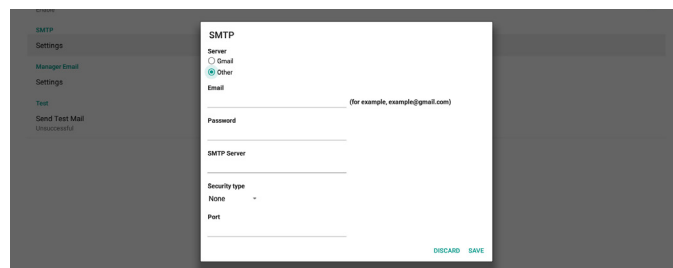 SMTP
Settings
Manager Email
Settings
Test
Send Test Mail
Unsuccessful
SMTP
Server
Gmail
Other
Email
(for example, example@gmail.com)
Password
SMTP Server
Security type
None
Port
DISCARD SAVE